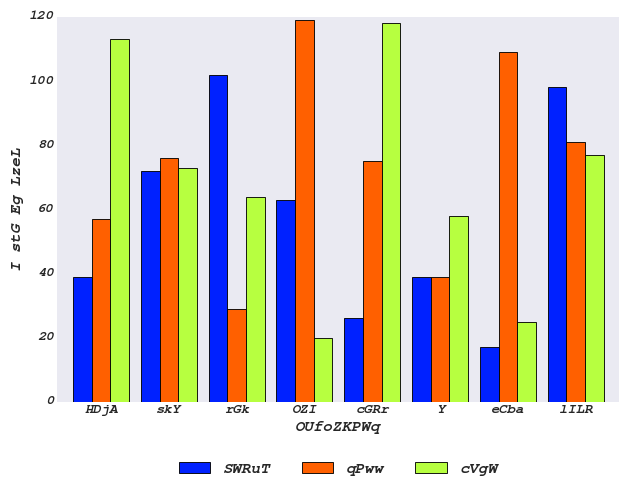 120
100
80
60
40
20
0
I stG Eg LzeL
HDjA skY rGk OZI cGRr Y eCba lILR
OUfoZKPWq
SWRuT qPww cVgW